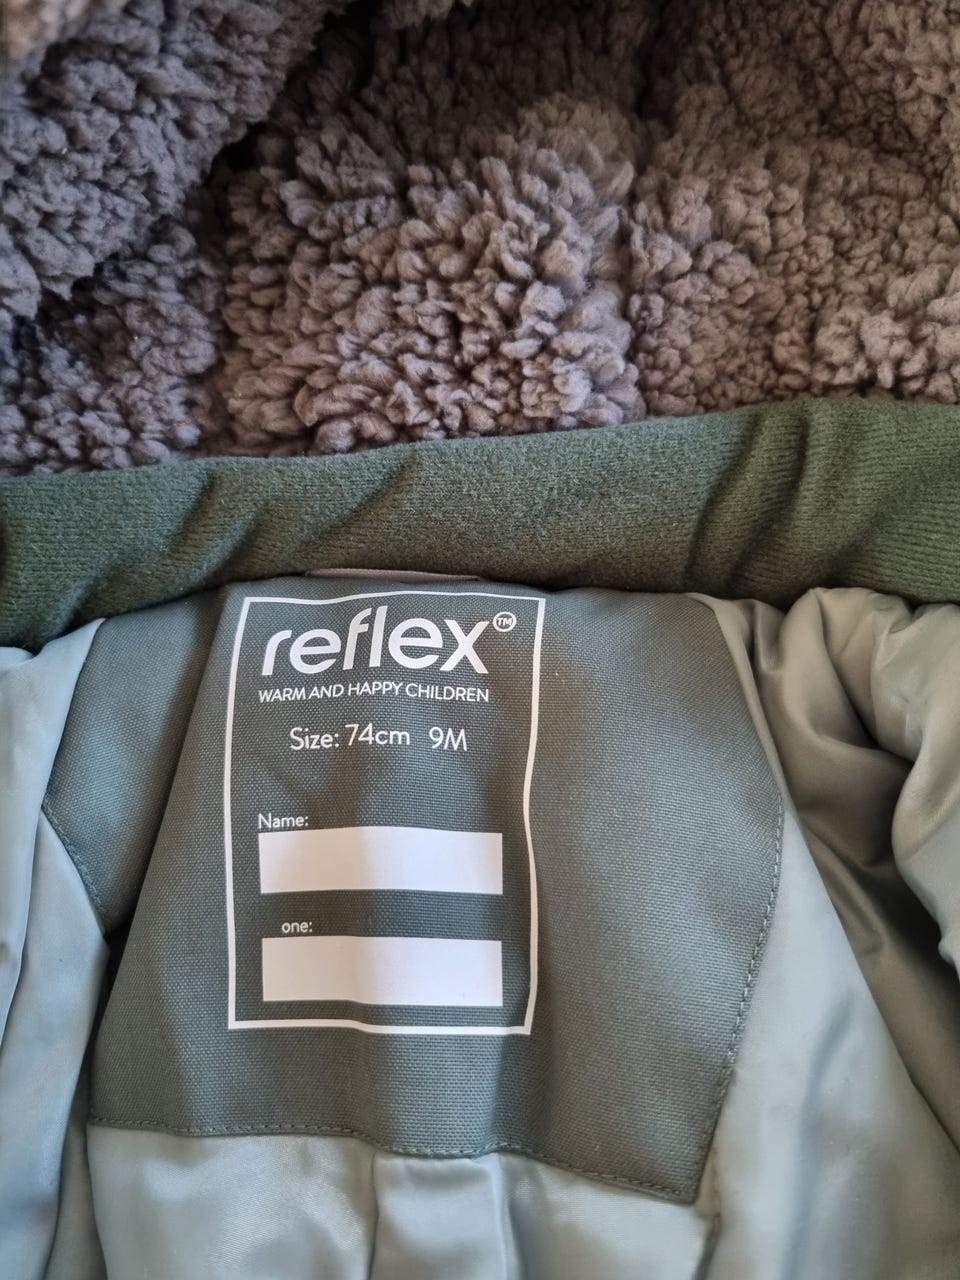 reflex™
WARM AND HAPPY CHILDREN
Size: 74cm 9M
Name:
one: